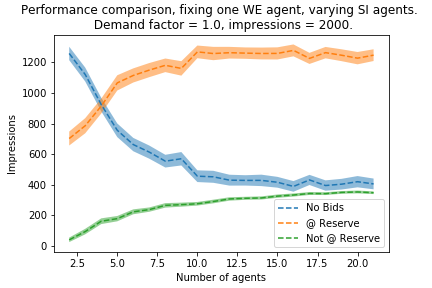 Performance comparison, fixing one WE agent, varying SI agents.
Demand factor = 1.0, impressions = 2000.
Impressions
1200
1000
800
600
400
200
0
No Bids
@ Reserve
Not @ Reserve
2.5 5.0 7.5 10.0 12.5 15.0 17.5 20.0
Number of agents